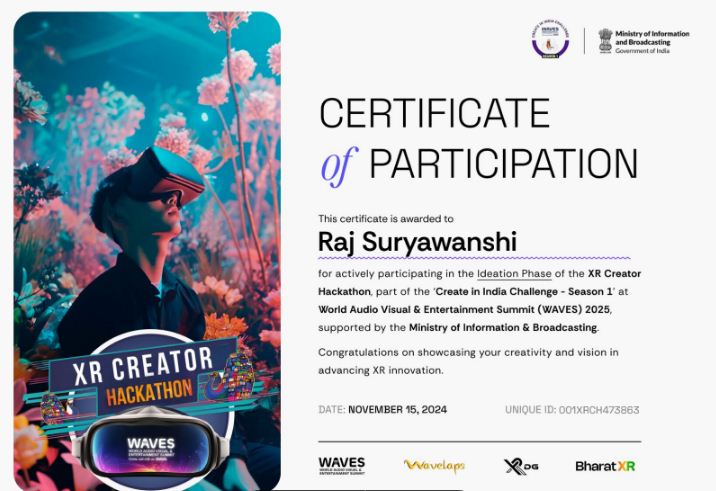 WAVES
Ministry of Information
and Broadcasting
Government of India
CERTIFICATE
of PARTICIPATION
This certificate is awarded to
Raj Suryawanshi
for actively participating in the Ideation Phase of the XR Creator
Hackathon, part of the 'Create in India Challenge - Season 1' at
World Audio Visual & Entertainment Summit (WAVES) 2025,
supported by the Ministry of Information & Broadcasting.
Congratulations on showcasing your creativity and vision in
advancing XR innovation.
DATE: NOVEMBER 15, 2024
UNIQUE ID: 001XRCH473863
XR CREATOR
HACKATHON
WAVES
WORLD AUDIO VISUAL &
ENTERTAINMENT SUMMIT
WAVES
WORLD AUDIO VISUAL &
ENTERTAINMENT SUMMIT
Wavelaps
XRDG
BharatXR